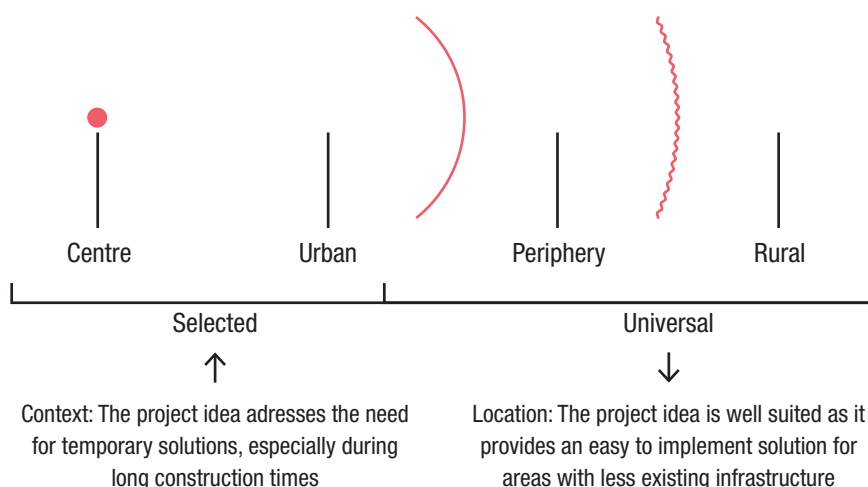 Centre Urban Periphery Rural
Selected Universal
Context: The project idea adresses the need
for temporary solutions, especially during
long construction times
Location: The project idea is well suited as it
provides an easy to implement solution for
areas with less existing infrastructure